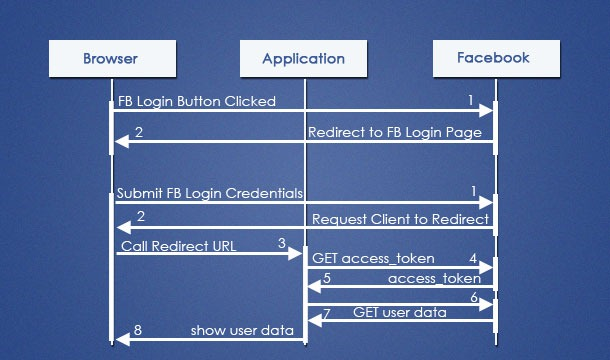 Browser
Application
Facebook
FB Login Button Clicked 1
2 Redirect to FB Login Page
Submit FB Login Credentials 1
2 Request Client to Redirect
Call Redirect URL 3
GET access_token 4
5 access_token
6
7 GET user data
8 show user data